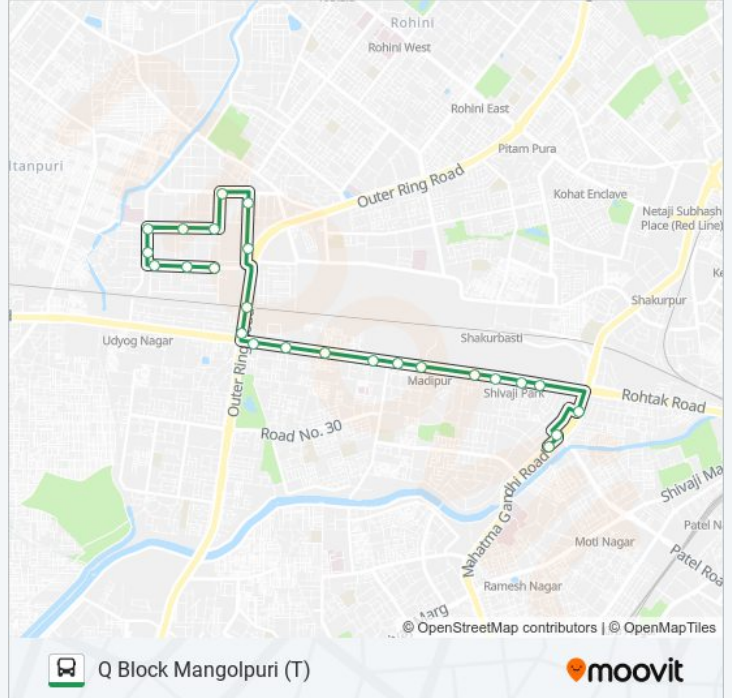 Rohini
Rohini West
Rohini East
ltanpuri
Pitam Pura
Outer Ring Road
Kohat Enclave
Netaji Subhash
Place (Red Line)
Ke
Shakurpur
Udyog Nagar
Shakurbasti
Outer Ring
Madipur
Shivaji Park
Rohtak Road
Road No. 30
Mahatma Gandhi Road
Shivaji Ma
Moti Nagar
Patel N
Patel Roa
Ramesh Nagar
Marg
© OpenStreetMap contributors | © OpenMapTiles
Q Block Mangolpuri (T)
moovit